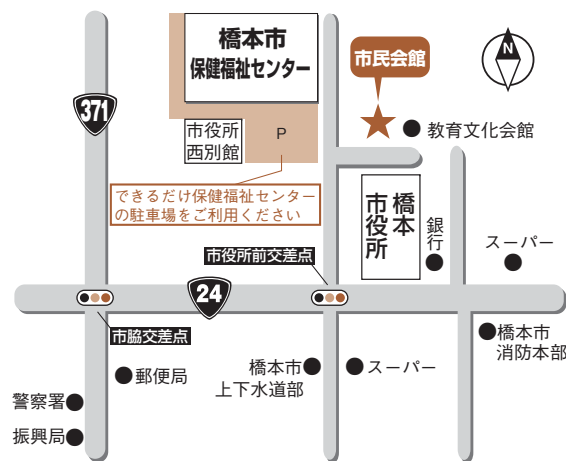 橋本市
保健福祉センター
市民会館
N
371
市役所
西別館
P
教育文化会館
できるだけ保健福祉センター
の駐車場をご利用ください
橋本
市役所
銀行
スーパー
市役所前交差点
24
市脇交差点
橋本市
消防本部
郵便局
橋本市
上下水道部
スーパー
警察署
振興局